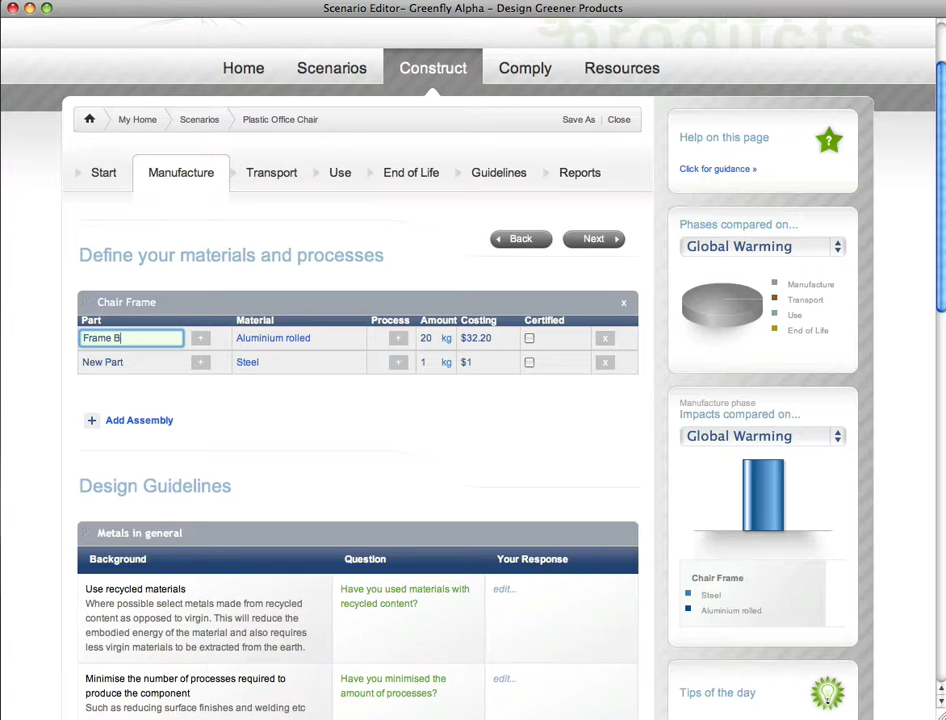 Scenario Editor- Greenfly Alpha - Design Greener Products
products
Home Scenarios Construct Comply Resources
My Home Scenarios Plastic Office Chair Save As Close
Start Manufacture Transport Use End of Life Guidelines Reports
Back Next
Define your materials and processes
Chair Frame x
Part Material Process Amount Costing Certified
Frame B + Aluminium rolled + 20 kg $32.20 x
New Part + Steel + 1 kg $1 x
+ Add Assembly
Design Guidelines
Metals in general
Background Question Your Response
Use recycled materials
Where possible select metals made from recycled
content as opposed to virgin. This will reduce the
embodied energy of the material and also requires
less virgin materials to be extracted from the earth.
Have you used materials with
recycled content?
edit...
Minimise the number of processes required to
produce the component
Such as reducing surface finishes and welding etc
Have you minimised the
amount of processes?
edit...
Help on this page
?
Click for guidance »
Phases compared on...
Global Warming
Manufacture
Transport
Use
End of Life
Manufacture phase
Impacts compared on...
Global Warming
Chair Frame
Steel
Aluminium rolled
Tips of the day